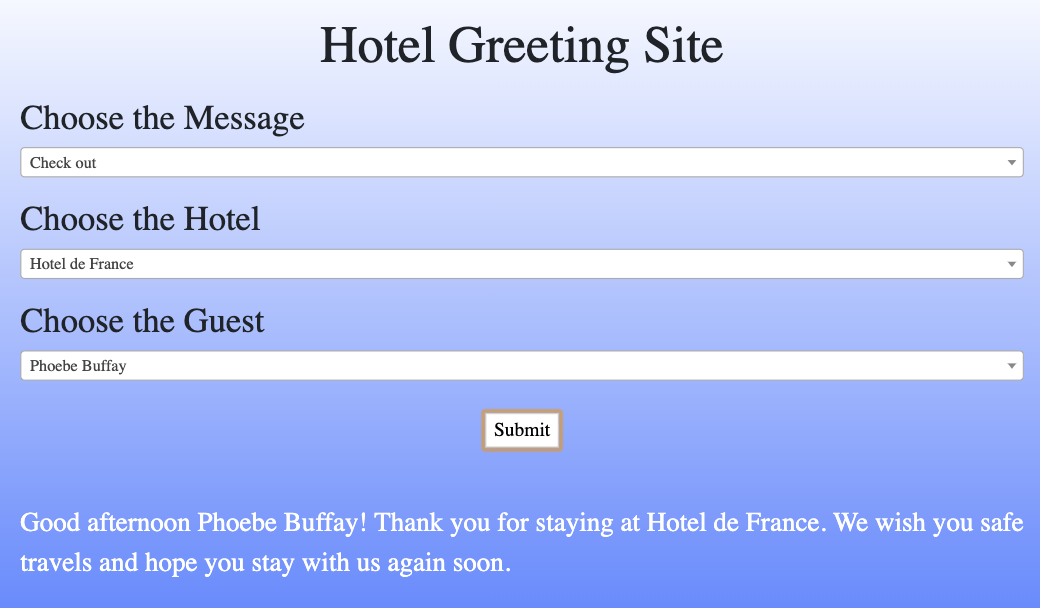 Hotel Greeting Site
Choose the Message
Check out
Choose the Hotel
Hotel de France
Choose the Guest
Phoebe Buffay
Submit
Good afternoon Phoebe Buffay! Thank you for staying at Hotel de France. We wish you safe
travels and hope you stay with us again soon.